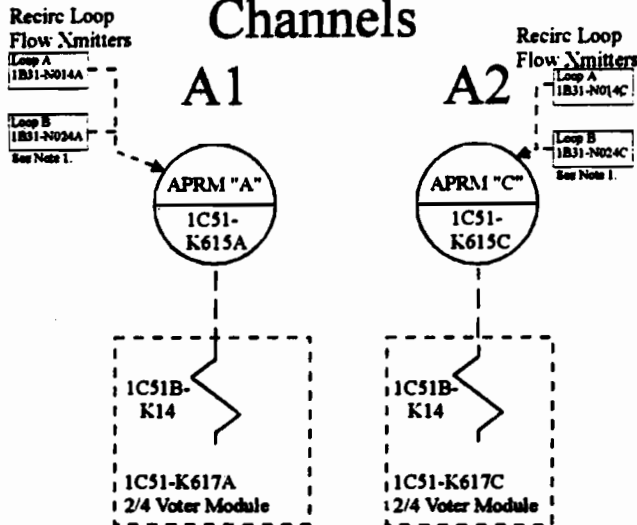 Channels
Recirc Loop
Flow Xmitters
Loop A
1B31-N014A
Loop B
1B31-N024A
See Note 1.
A1
APRM "A"
1C51-
K615A
1C51B-
K14
1C51-K617A
2/4 Voter Module
A2
Recirc Loop
Flow Xmitters
Loop A
1B31-N014C
Loop B
1B31-N024C
See Note 1.
APRM "C"
1C51-
K615C
1C51B-
K14
1C51-K617C
2/4 Voter Module